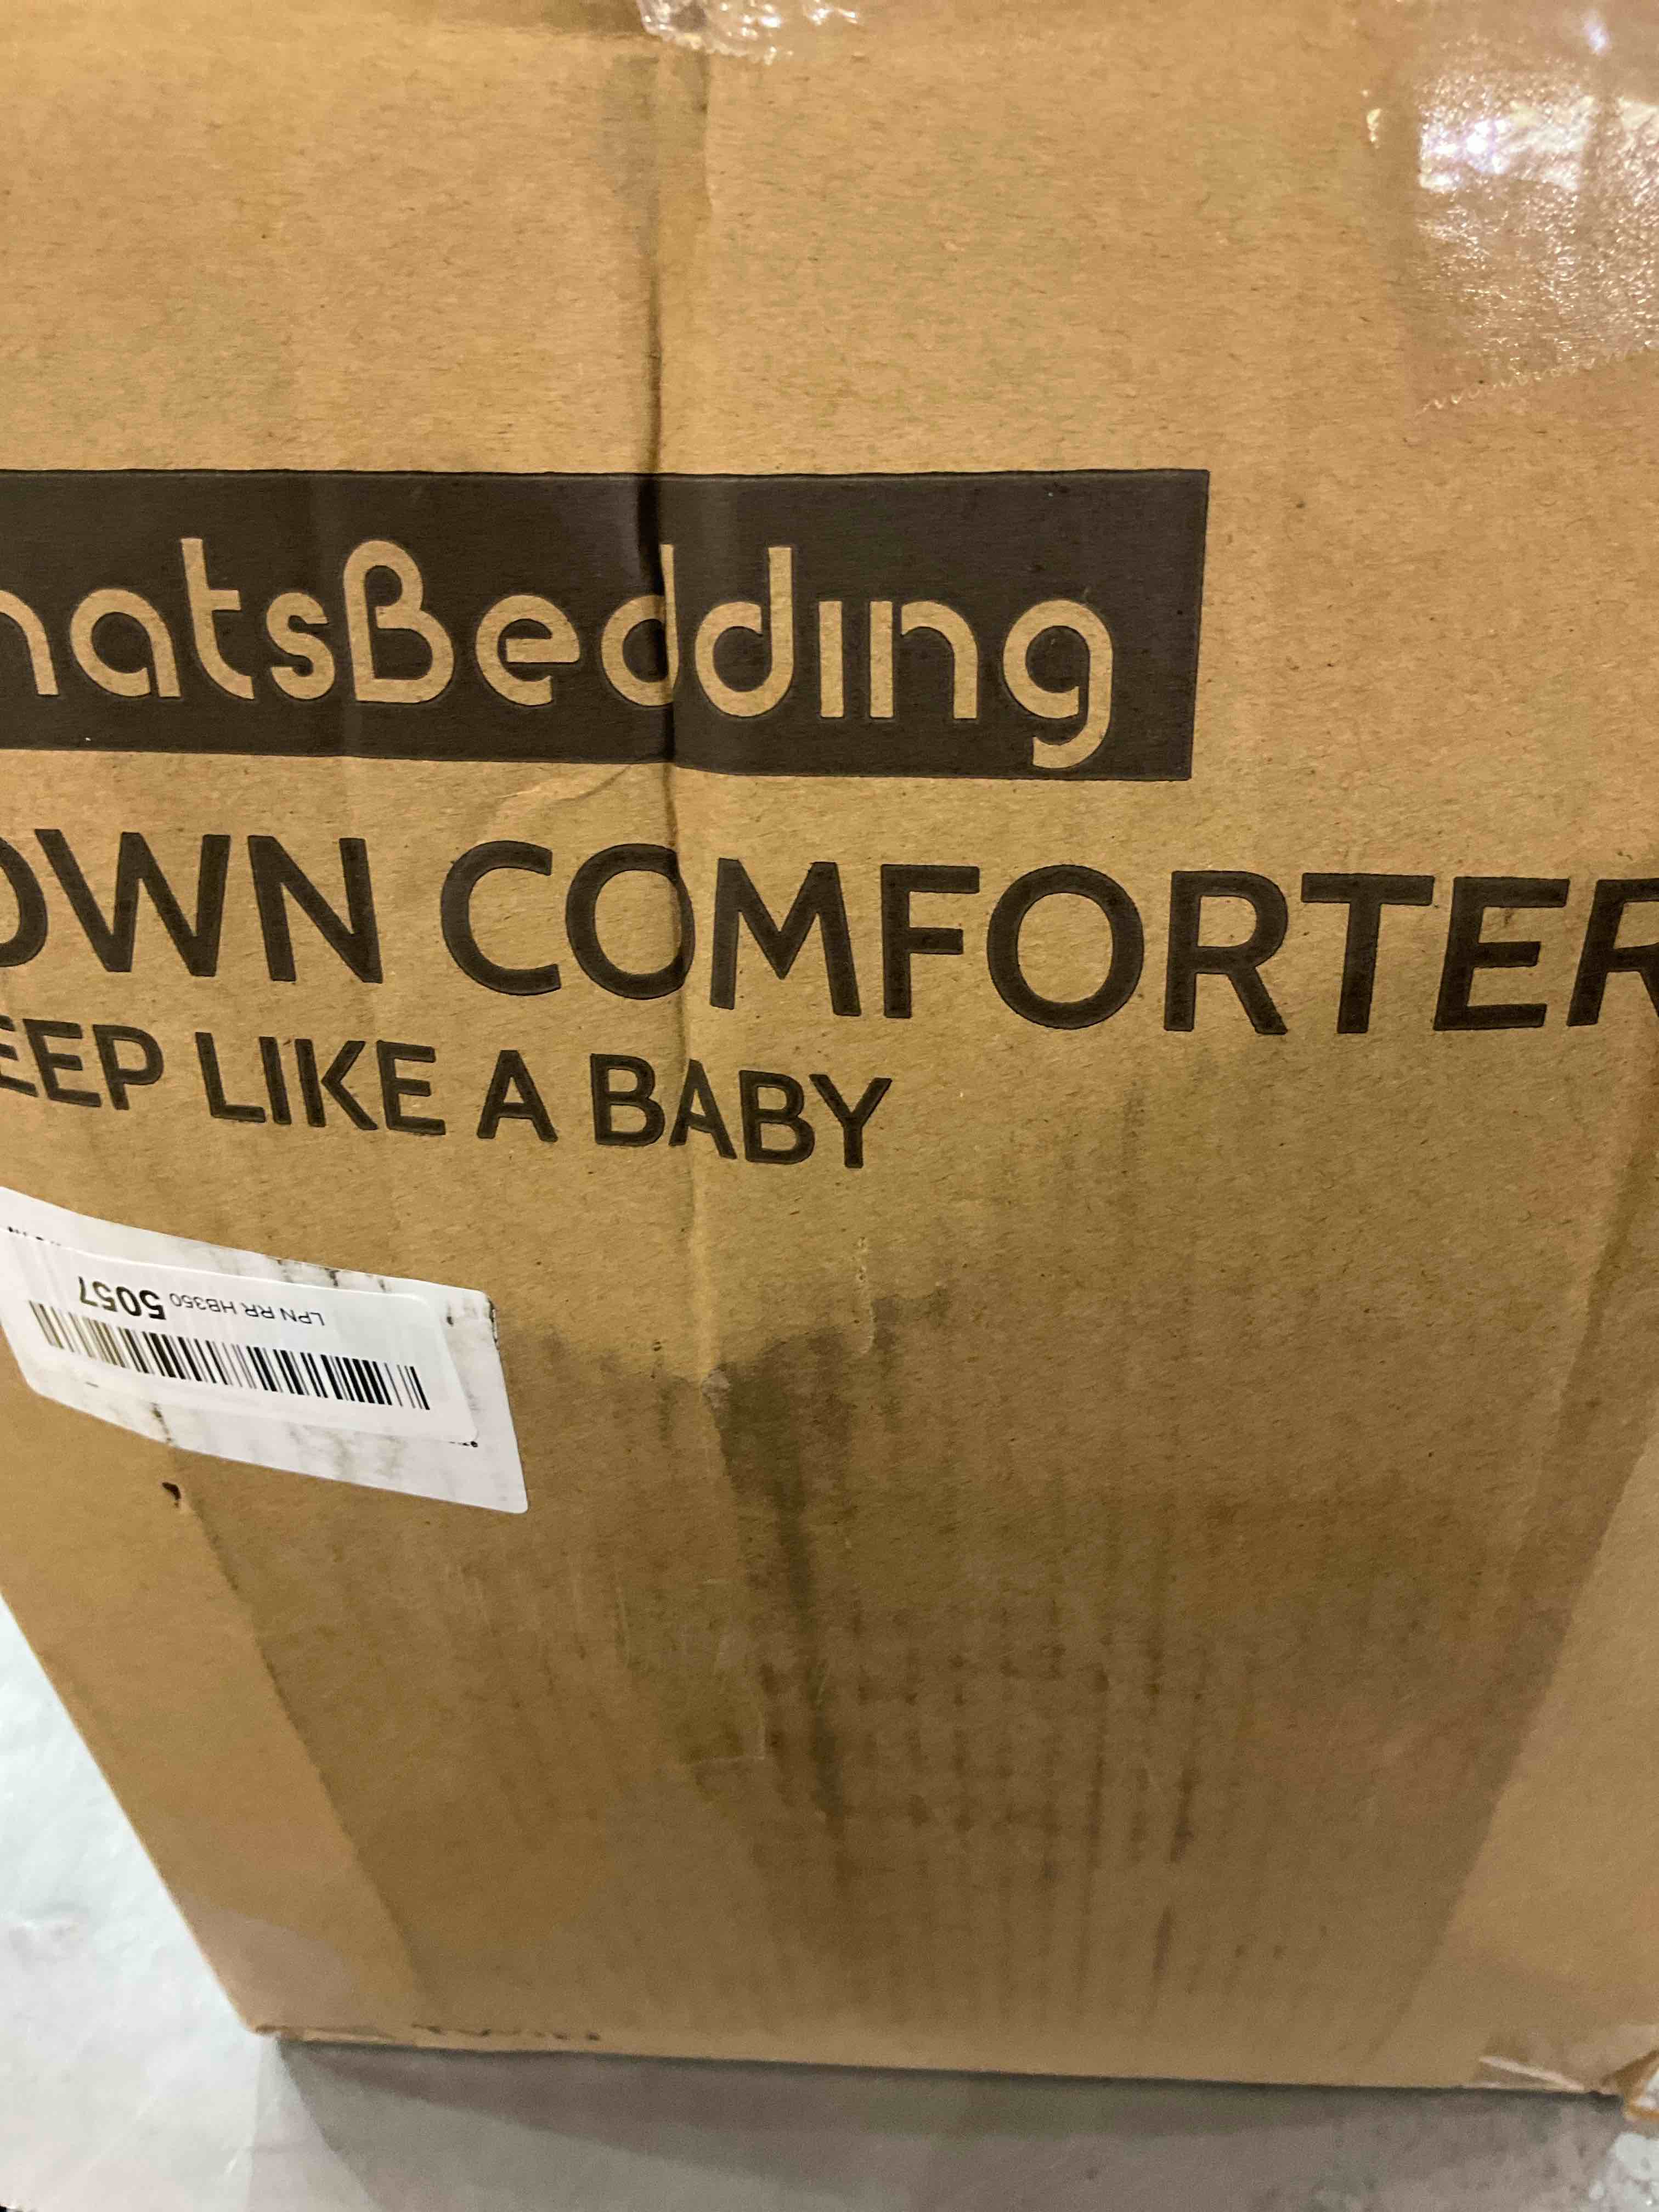 hatsBedding
OWN COMFORTER
EEP LIKE A BABY
LPN RR HB350 5057